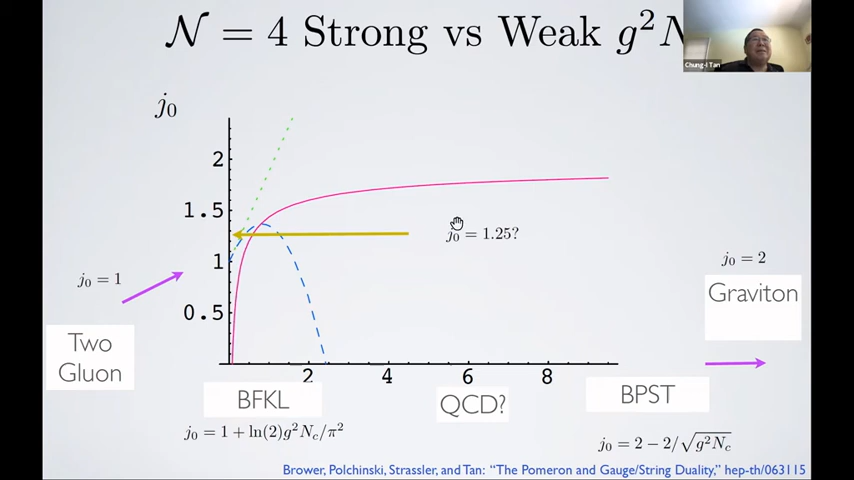 𝒩 = 4 Strong vs Weak g²N
Chung-I Tan
j₀
2
1.5
1
0.5
2 4 6 8
j₀ = 1.25?
j₀ = 1
j₀ = 2
Graviton
Two
Gluon
BFKL
QCD?
BPST
j₀ = 1 + ln(2)g²N_c/π²
j₀ = 2 − 2/√(g²N_c)
Brower, Polchinski, Strassler, and Tan: "The Pomeron and Gauge/String Duality," hep-th/063115